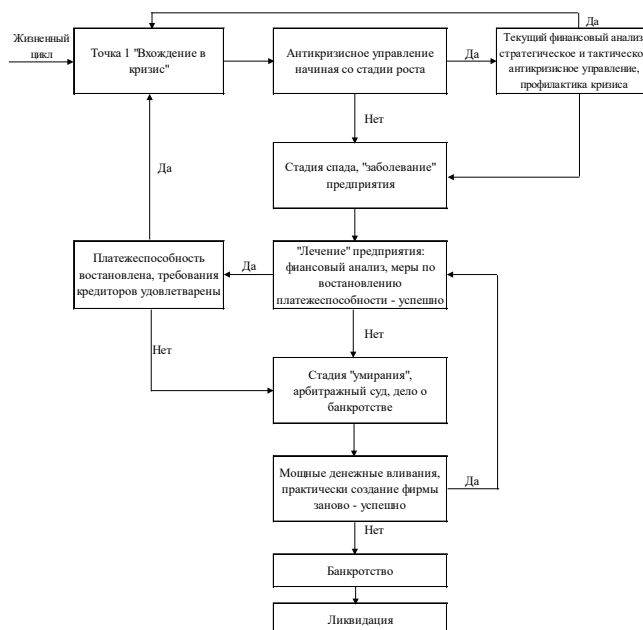 Да
Жизненный
цикл
Точка 1 "Вхождение в
кризис"
Антикризисное управление
начиная со стадии роста
Да
Текущий финансовый анализ
стратегическое и тактическо
антикризисное управление,
профилактика кризиса
Нет
Да
Стадия спада, "заболевание"
предприятия
Платежеспособность
востановлена, требования
кредиторов удовлетварены
Да
"Лечение" предприятия:
фиансовый анализ, меры по
востановлению
платежеспособности - успешно
Нет
Нет
Стадия "умирания",
арбитражный суд, дело о
банкротстве
Мощные денежные вливания,
практически создание фирмы
заново - успешно
Да
Нет
Банкротство
Ликвидация